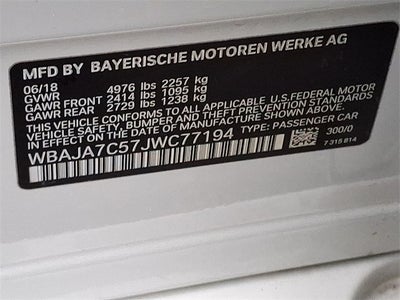 MFD BY BAYERISCHE MOTOREN WERKE AG
06/18 4976 lbs 2257 kg
GVWR
GAWR FRONT 2414 lbs 1095 kg
GAWR REAR 2729 lbs 1238 kg
THIS VEHICLE CONFORMS TO ALL APPLICABLE U.S. FEDERAL MOTOR
VEHICLE SAFETY, BUMPER, AND THEFT PREVENTION STANDARDS IN EFFECT
ON THE DATE OF MANUFACTURE SHOWN ABOVE.
WBAJA7C57JWC77194 TYPE: PASSENGER CAR
300/0
7 315 814